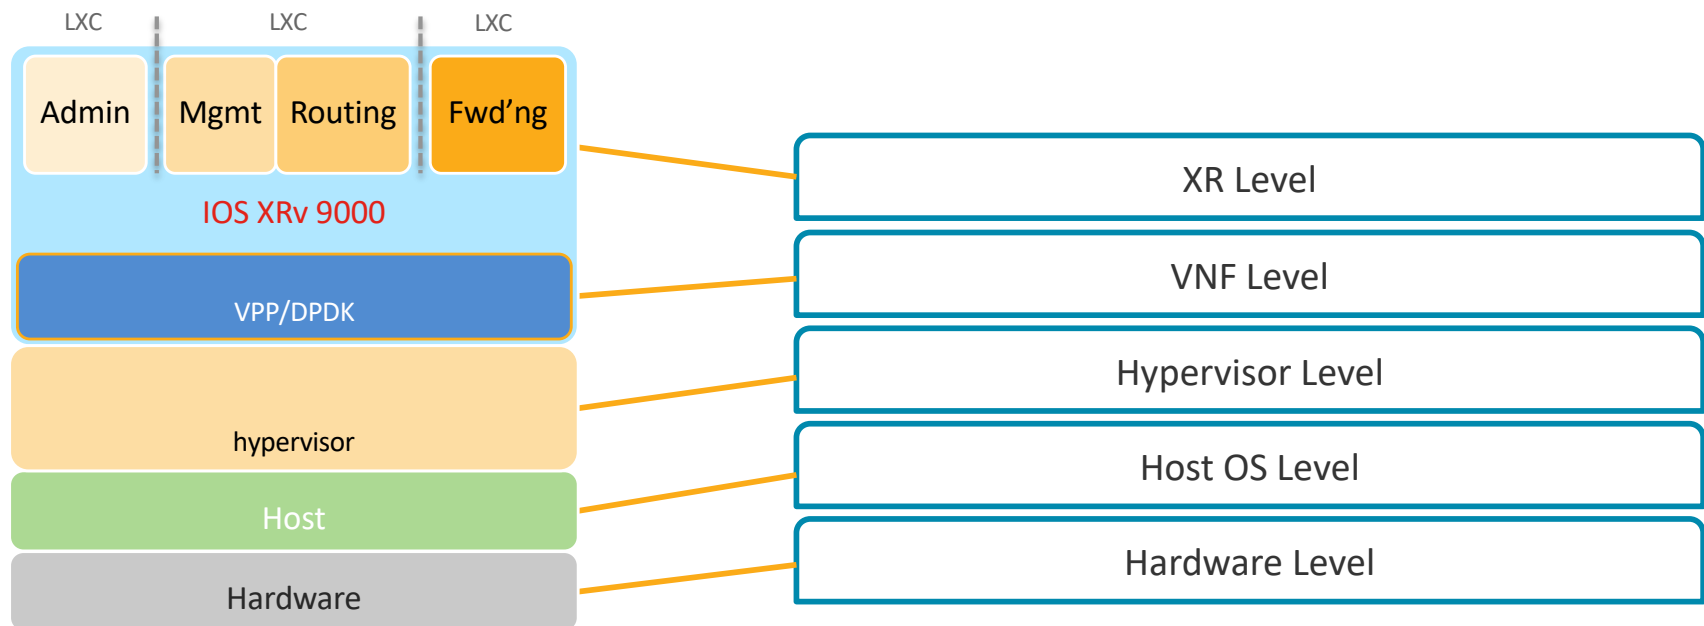 LXC LXC LXC
Admin Mgmt Routing Fwd’ng
IOS XRv 9000
VPP/DPDK
hypervisor
Host
Hardware
XR Level
VNF Level
Hypervisor Level
Host OS Level
Hardware Level